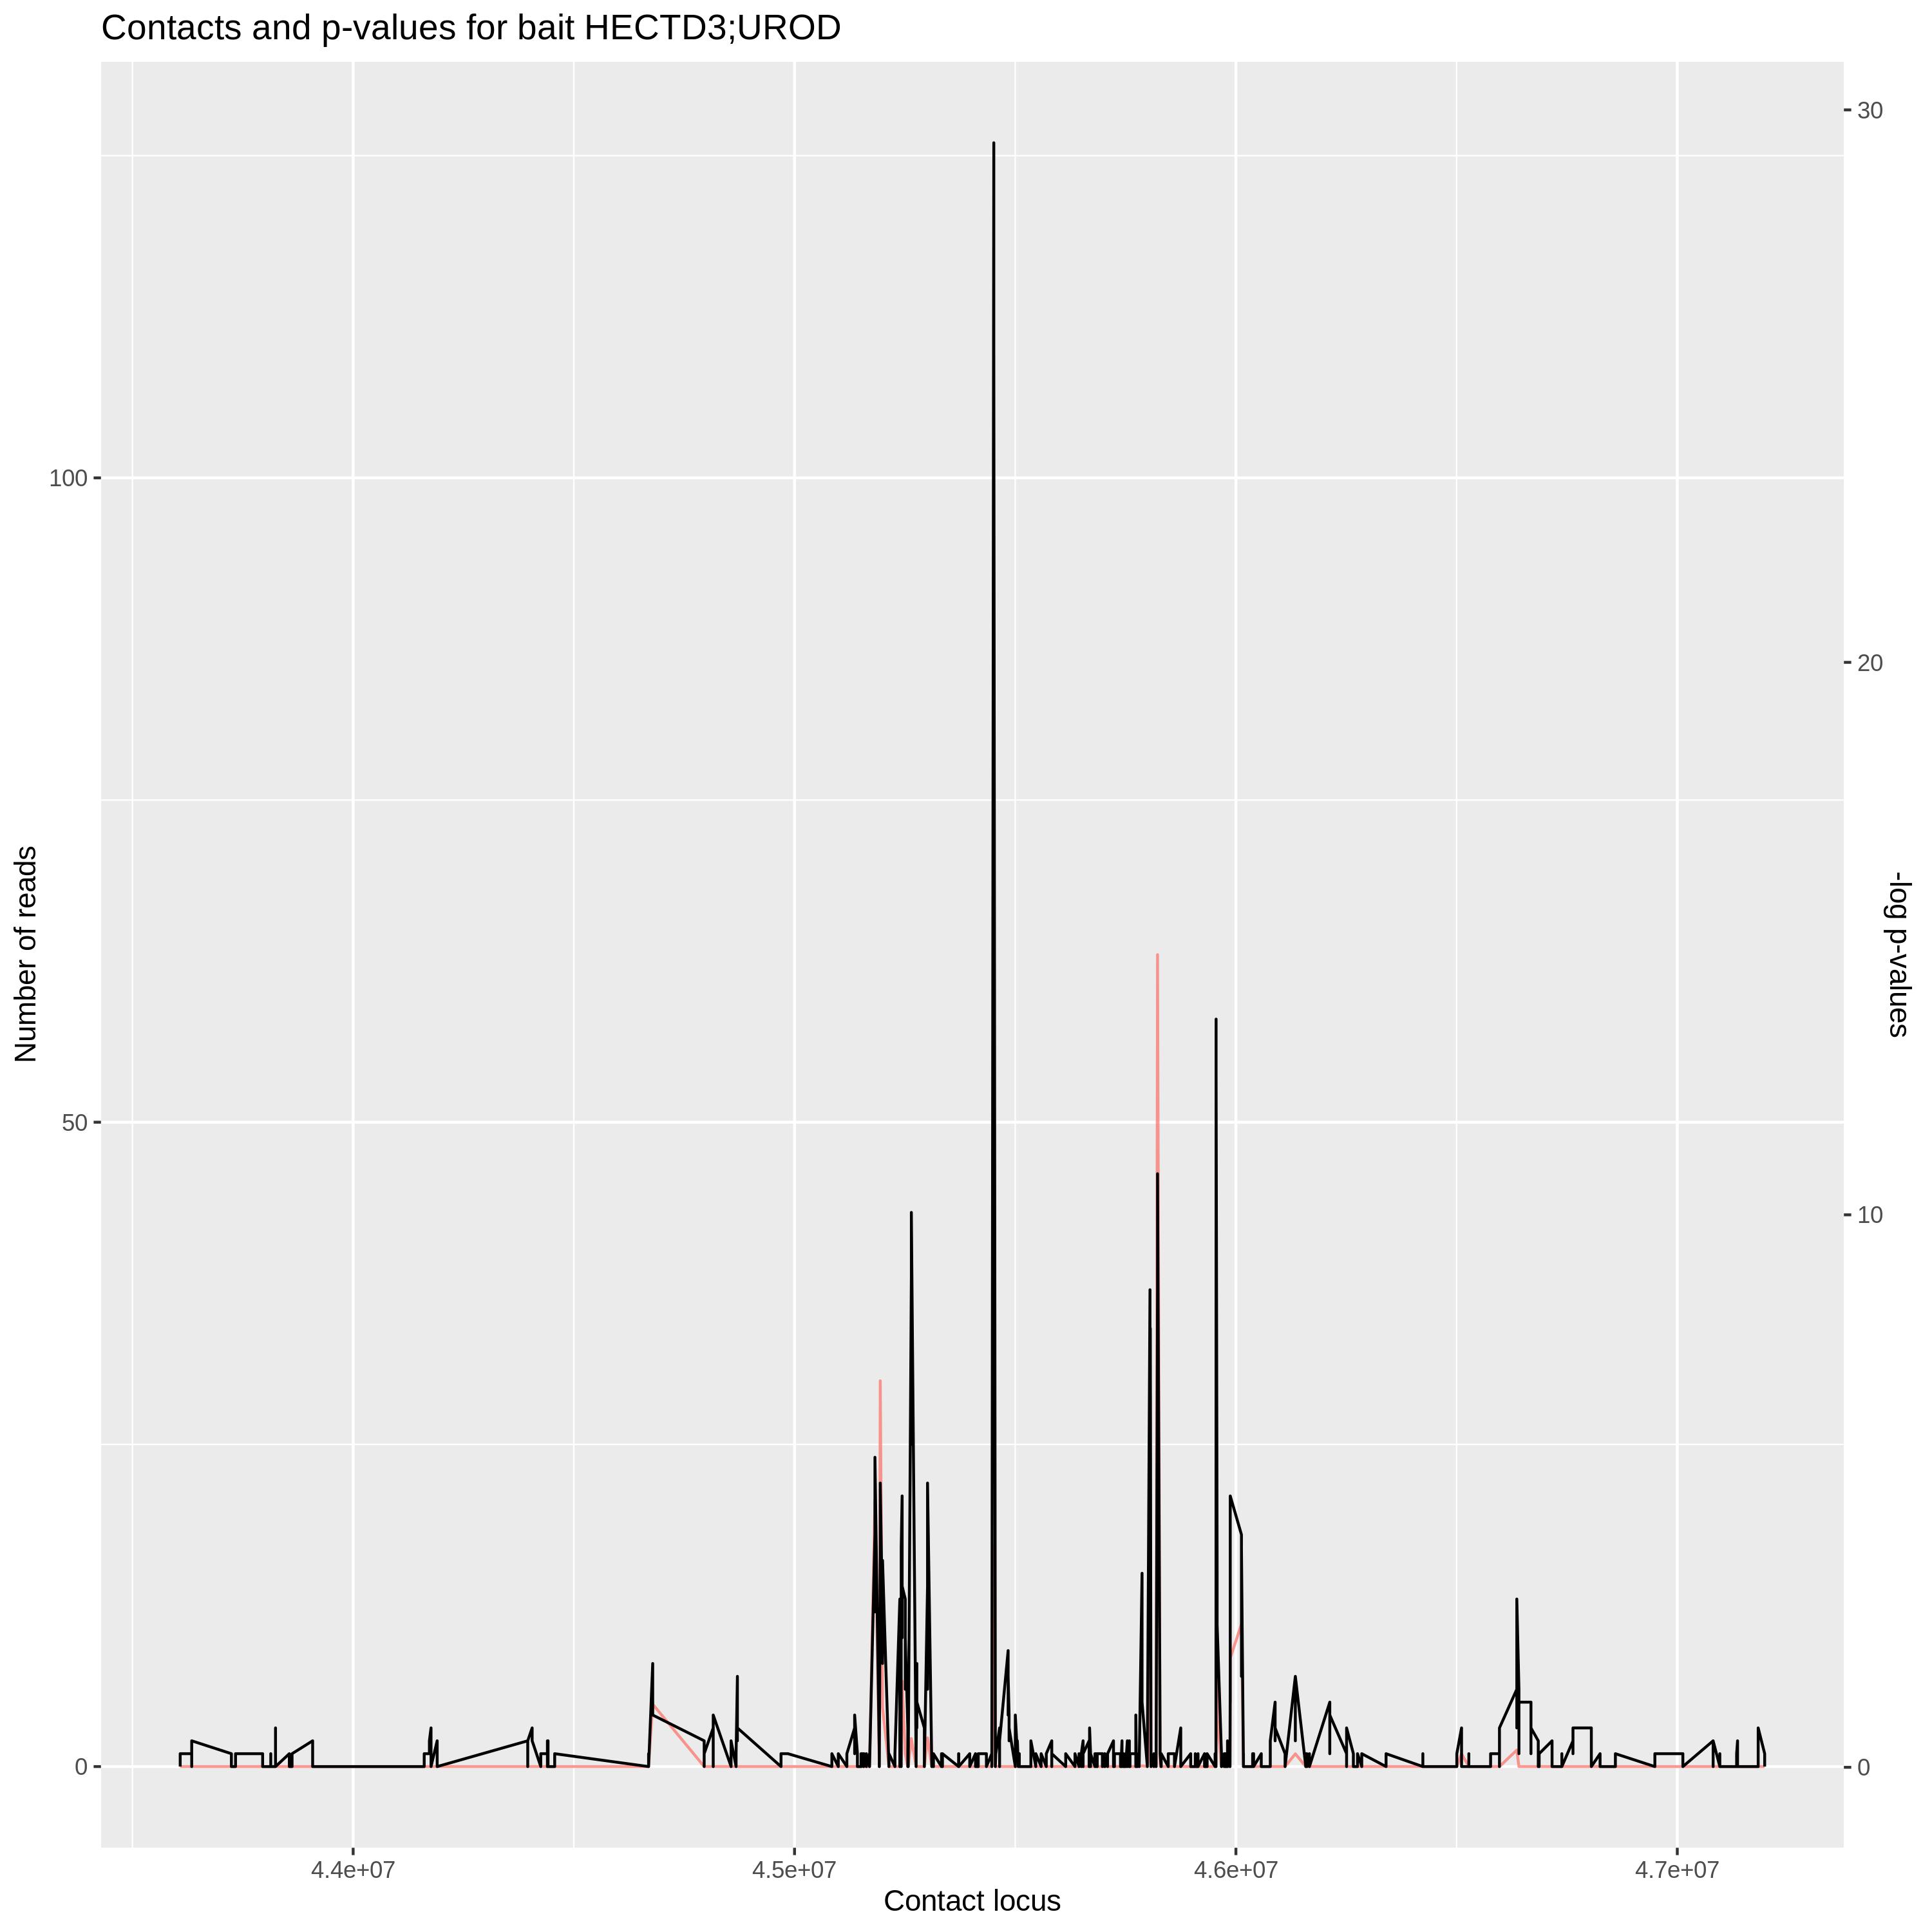 Contacts and p-values for bait HECTD3;UROD
30
100
20
Number of reads
-log p-values
50
10
0
0
4.4e+07
4.5e+07
4.6e+07
4.7e+07
Contact locus